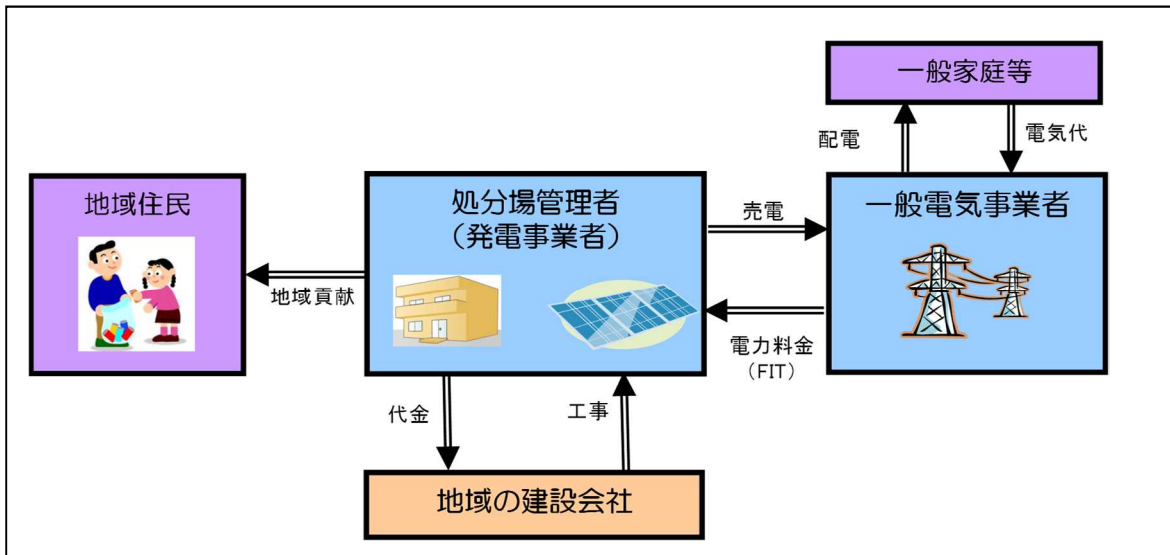 一般家庭等
配電
電気代
地域住民
処分場管理者
（発電事業者）
売電
一般電気事業者
地域貢献
電力料金
（FIT）
代金
工事
地域の建設会社